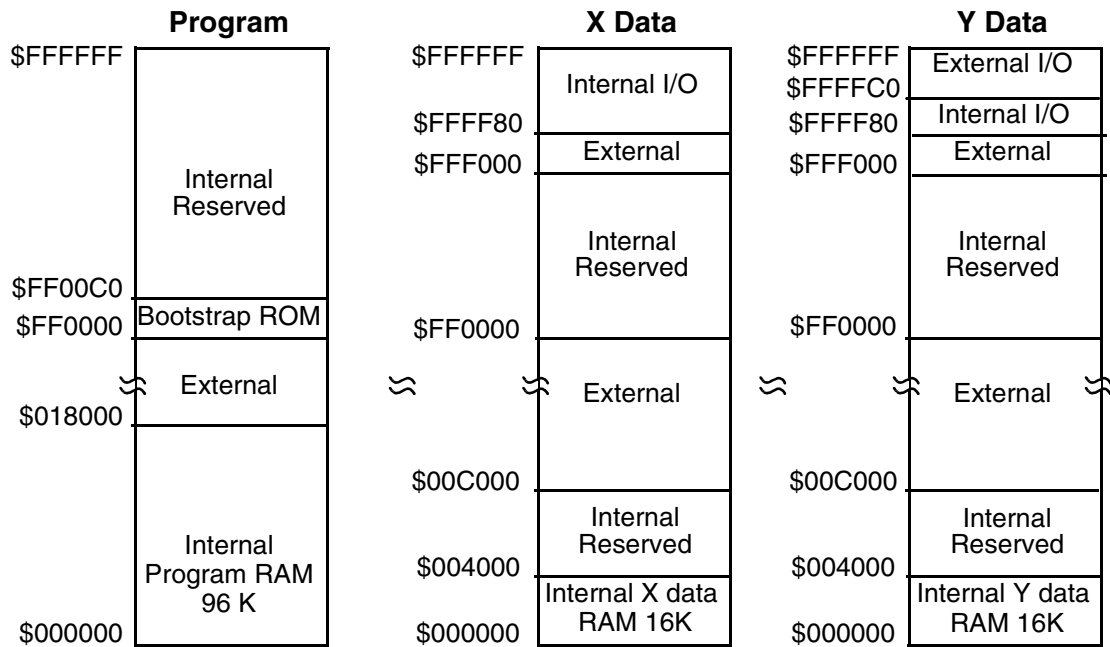 Program
$FFFFFF
Internal
Reserved
$FF00C0
Bootstrap ROM
$FF0000
External
$018000
Internal
Program RAM
96 K
$000000
X Data
$FFFFFF
Internal I/O
$FFFF80
External
$FFF000
Internal
Reserved
$FF0000
External
$00C000
Internal
Reserved
$004000
Internal X data
RAM 16K
$000000
Y Data
$FFFFFF
External I/O
$FFFFC0
Internal I/O
$FFFF80
External
$FFF000
Internal
Reserved
$FF0000
External
$00C000
Internal
Reserved
$004000
Internal Y data
RAM 16K
$000000